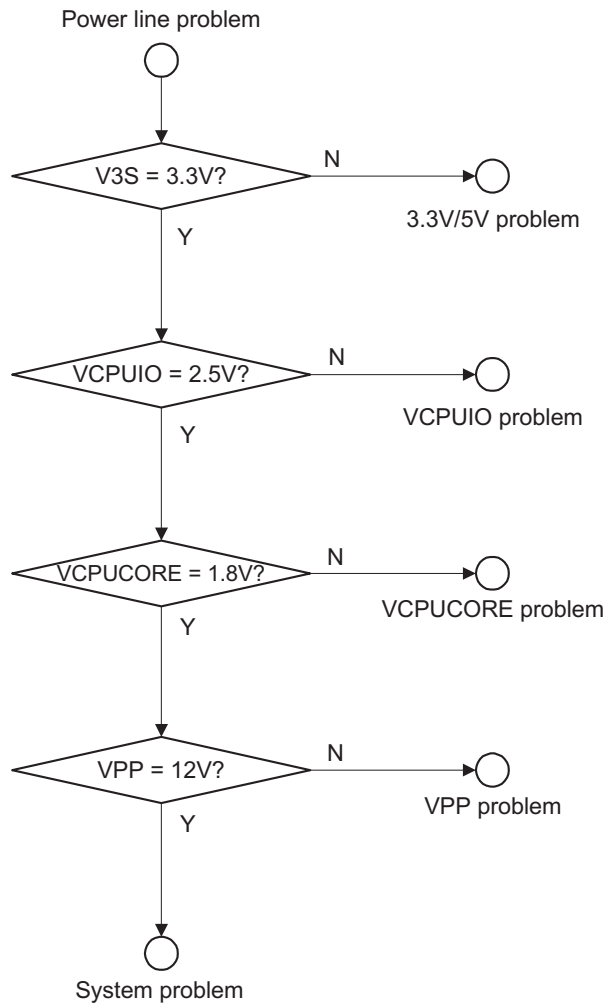 Power line problem
V3S = 3.3V?
N
3.3V/5V problem
Y
VCPUIO = 2.5V?
N
VCPUIO problem
Y
VCPUCORE = 1.8V?
N
VCPUCORE problem
Y
VPP = 12V?
N
VPP problem
Y
System problem